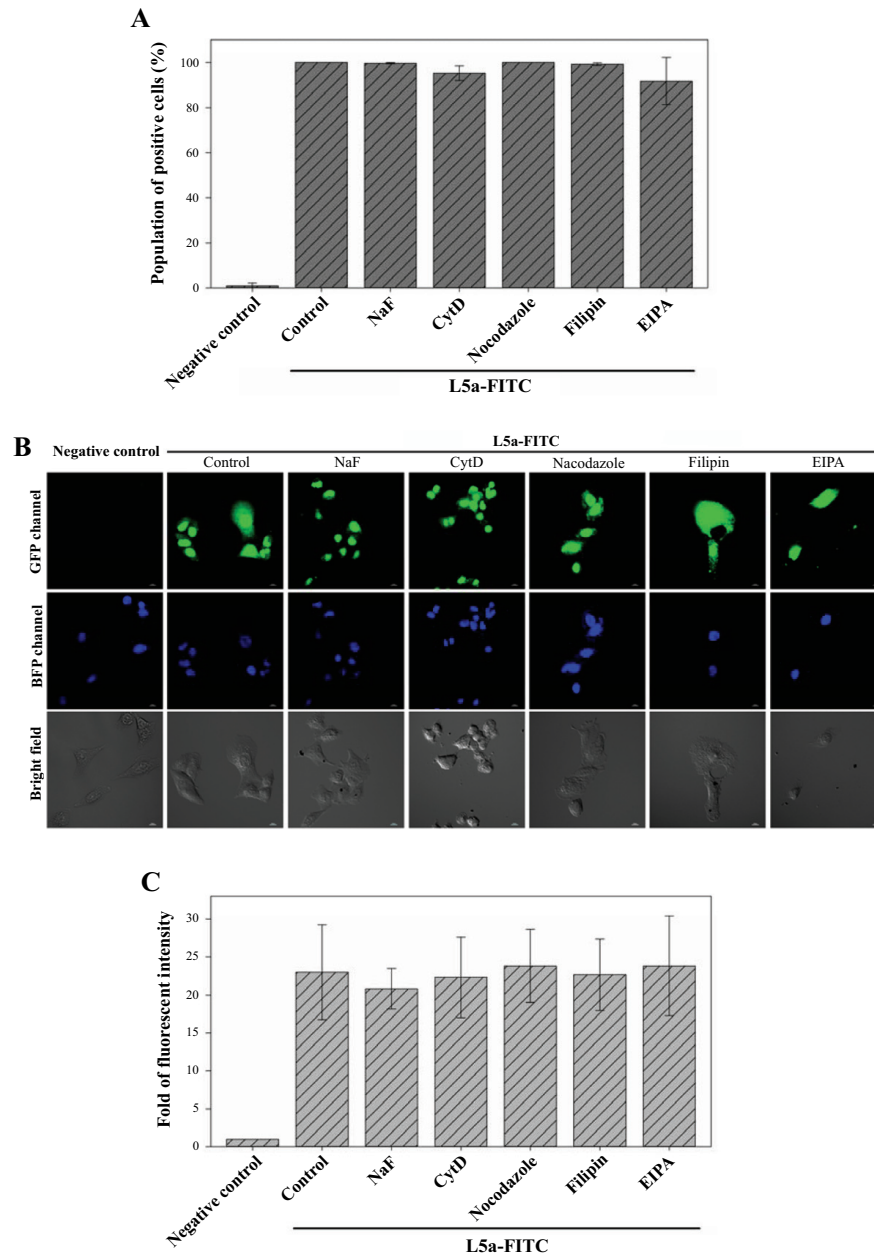 A
Population of positive cells (%)
100
80
60
40
20
0
Negative control
Control
NaF
CytD
Nocodazole
Filipin
EIPA
L5a-FITC
B
Negative control
L5a-FITC
Control
NaF
CytD
Nacodazole
Filipin
EIPA
GFP channel
BFP channel
Bright field
C
Fold of fluorescent intensity
30
25
20
15
10
5
0
Negative control
Control
NaF
CytD
Nocodazole
Filipin
EIPA
L5a-FITC